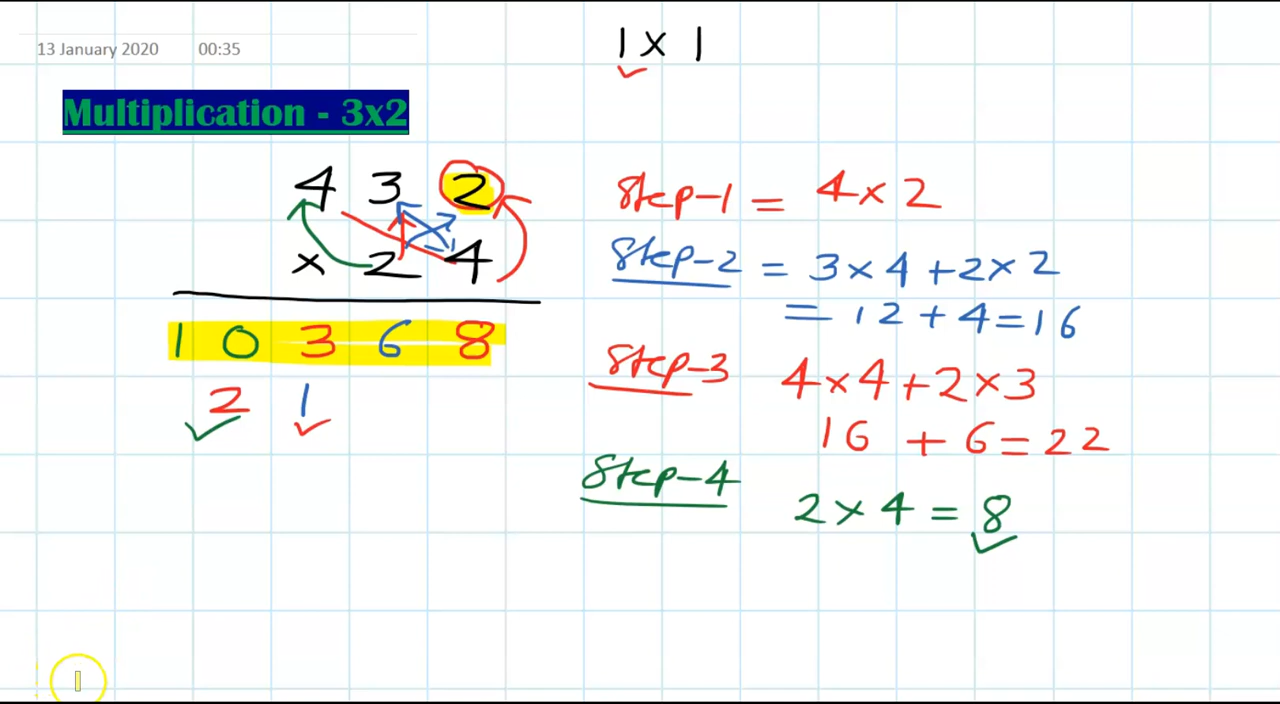 1 x 1
13 January 2020 00:35
Multiplication - 3x2
4 3 2
x 2 4
1 0 3 6 8
2 1
Step-1 = 4 x 2
Step-2 = 3 x 4 + 2 x 2
= 12 + 4 = 16
Step-3 4 x 4 + 2 x 3
16 + 6 = 22
Step-4 2 x 4 = 8